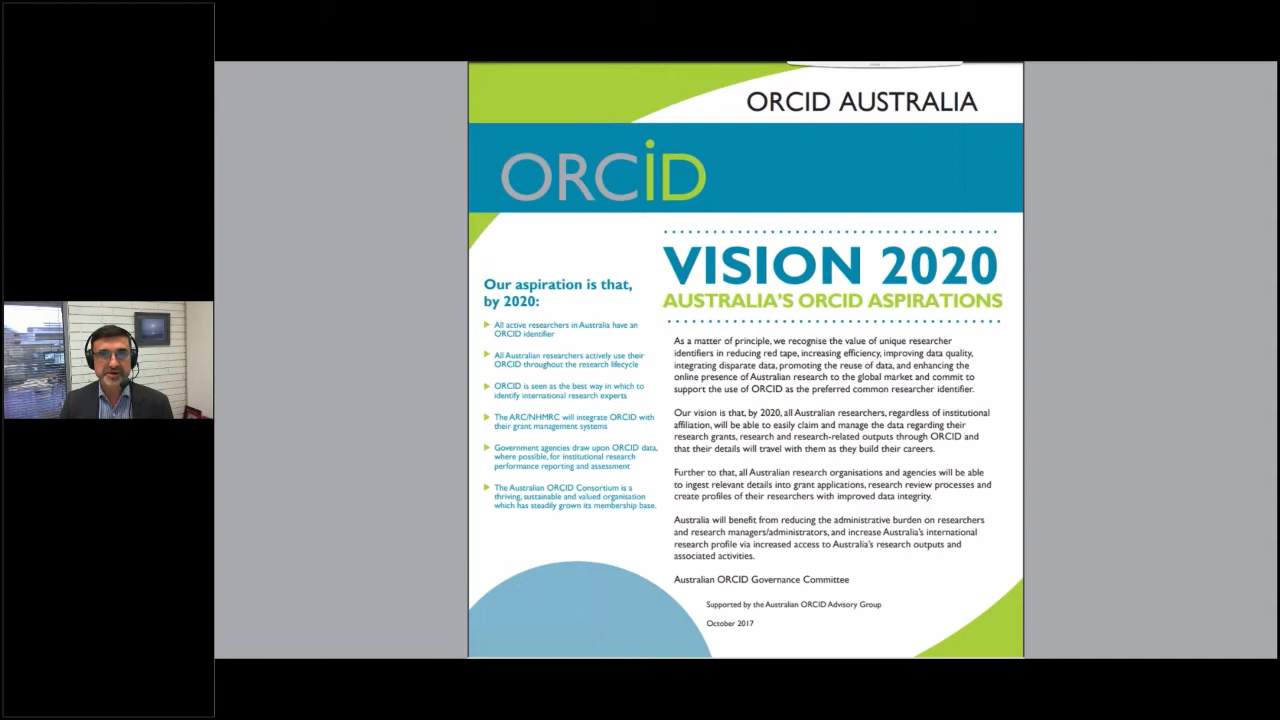 ORCID AUSTRALIA
ORCiD
VISION 2020
AUSTRALIA'S ORCID ASPIRATIONS
Our aspiration is that,
by 2020:
All active researchers in Australia have an
ORCID identifier
All Australian researchers actively use their
ORCID throughout the research lifecycle
ORCID is seen as the best way in which to
identify international research experts
The ARC/NHMRC will integrate ORCID with
their grant management systems
Government agencies draw upon ORCID data,
where possible, for institutional research
performance reporting and assessment
The Australian ORCID Consortium is a
thriving, sustainable and valued organisation
which has steadily grown its membership base.
As a matter of principle, we recognise the value of unique researcher
identifiers in reducing red tape, increasing efficiency, improving data quality,
integrating disparate data, promoting the reuse of data, and enhancing the
online presence of Australian research to the global market and commit to
support the use of ORCID as the preferred common researcher identifier.
Our vision is that, by 2020, all Australian researchers, regardless of institutional
affiliation, will be able to easily claim and manage the data regarding their
research grants, research and research-related outputs through ORCID and
that their details will travel with them as they build their careers.
Further to that, all Australian research organisations and agencies will be able
to ingest relevant details into grant applications, research review processes and
create profiles of their researchers with improved data integrity.
Australia will benefit from reducing the administrative burden on researchers
and research managers/administrators, and increase Australia's international
research profile via increased access to Australia's research outputs and
associated activities.
Australian ORCID Governance Committee
Supported by the Australian ORCID Advisory Group
October 2017